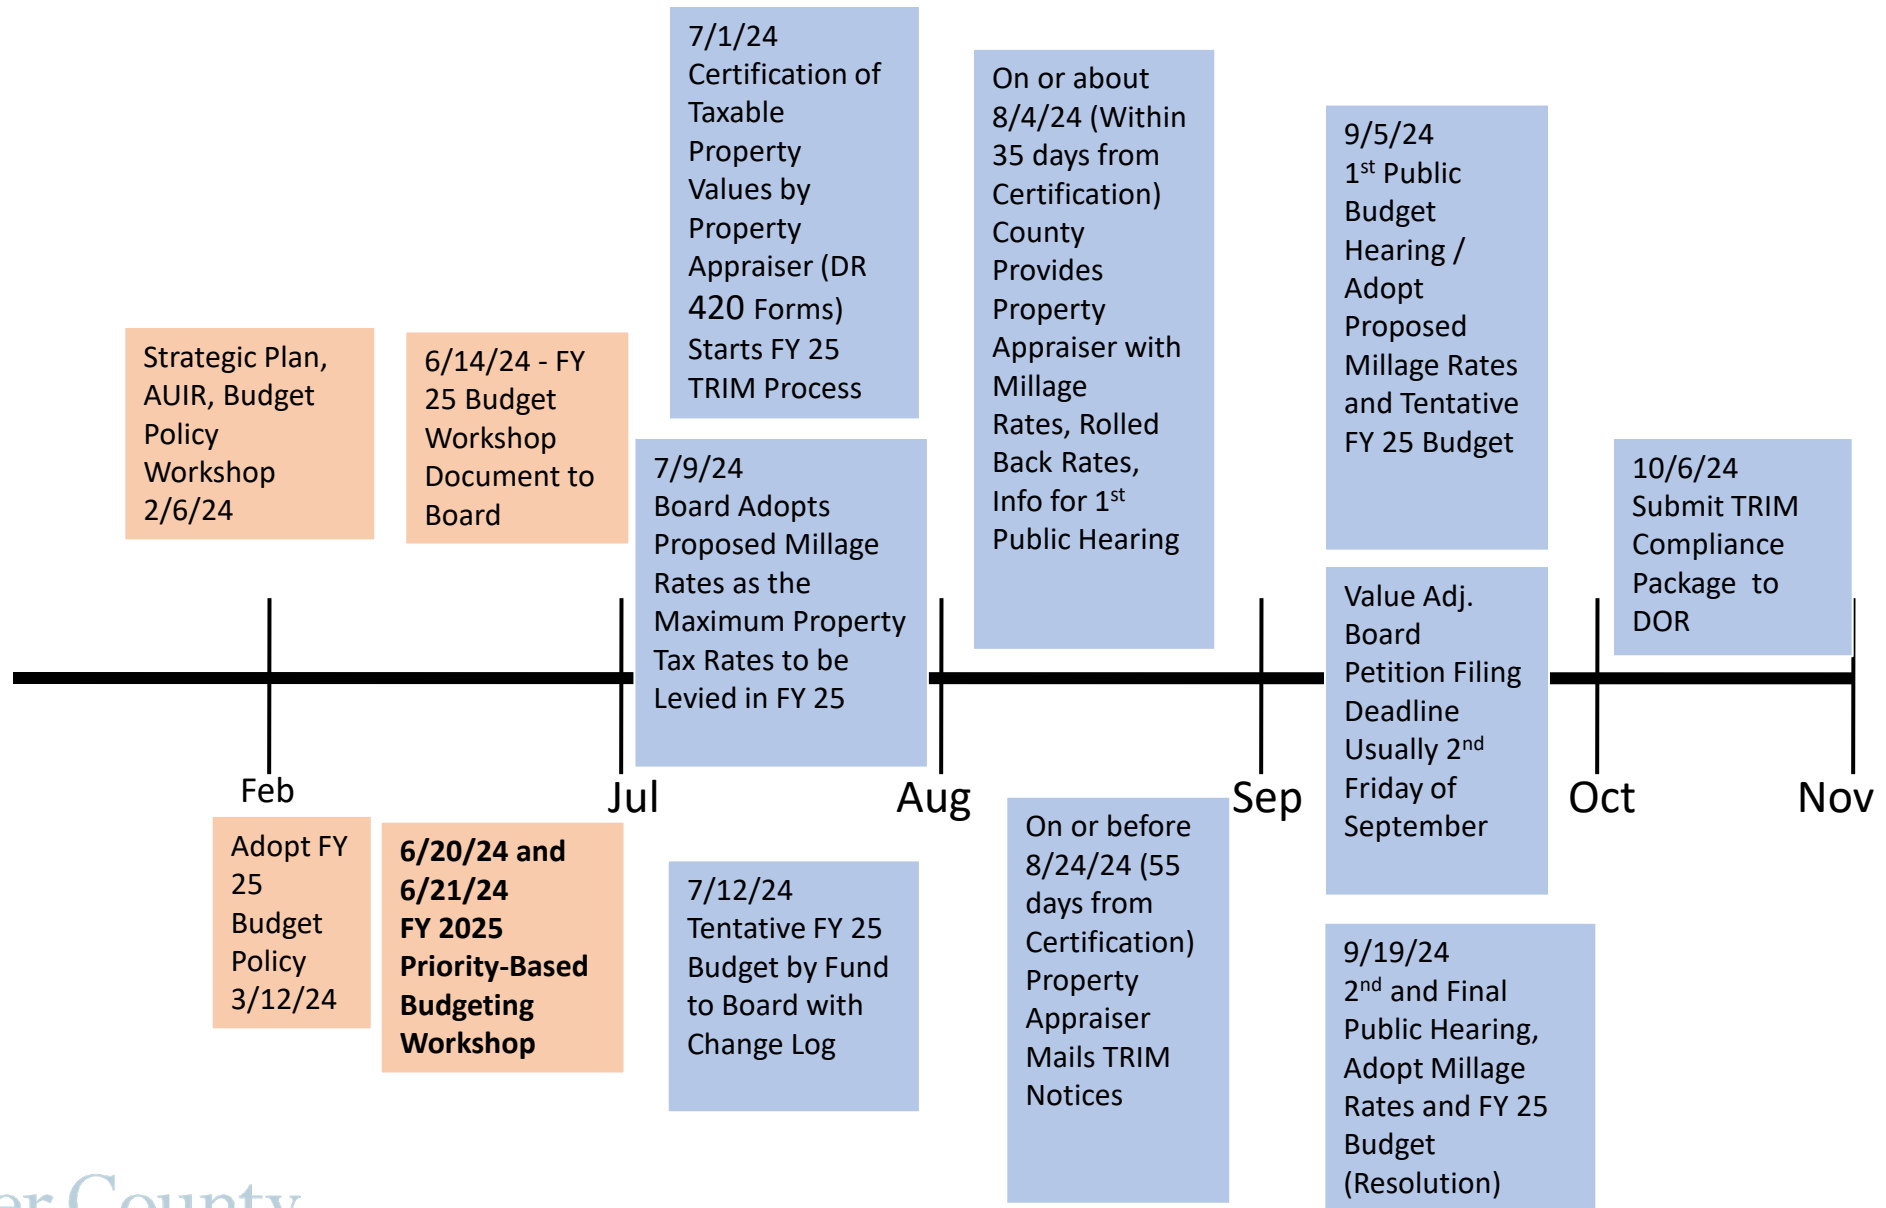 7/1/24
Certification of
Taxable
Property
Values by
Property
Appraiser (DR
420 Forms)
Starts FY 25
TRIM Process
On or about
8/4/24 (Within
35 days from
Certification)
County
Provides
Property
Appraiser with
Millage
Rates, Rolled
Back Rates,
Info for 1st
Public Hearing
9/5/24
1st Public
Budget
Hearing /
Adopt
Proposed
Millage Rates
and Tentative
FY 25 Budget
Strategic Plan,
AUIR, Budget
Policy
Workshop
2/6/24
6/14/24 - FY
25 Budget
Workshop
Document to
Board
7/9/24
Board Adopts
Proposed Millage
Rates as the
Maximum Property
Tax Rates to be
Levied in FY 25
10/6/24
Submit TRIM
Compliance
Package to
DOR
Value Adj.
Board
Petition Filing
Deadline
Usually 2nd
Friday of
September
Feb
Jul
Aug
Sep
Oct
Nov
Adopt FY
25
Budget
Policy
3/12/24
6/20/24 and
6/21/24
FY 2025
Priority-Based
Budgeting
Workshop
7/12/24
Tentative FY 25
Budget by Fund
to Board with
Change Log
On or before
8/24/24 (55
days from
Certification)
Property
Appraiser
Mails TRIM
Notices
9/19/24
2nd and Final
Public Hearing,
Adopt Millage
Rates and FY 25
Budget
(Resolution)
County